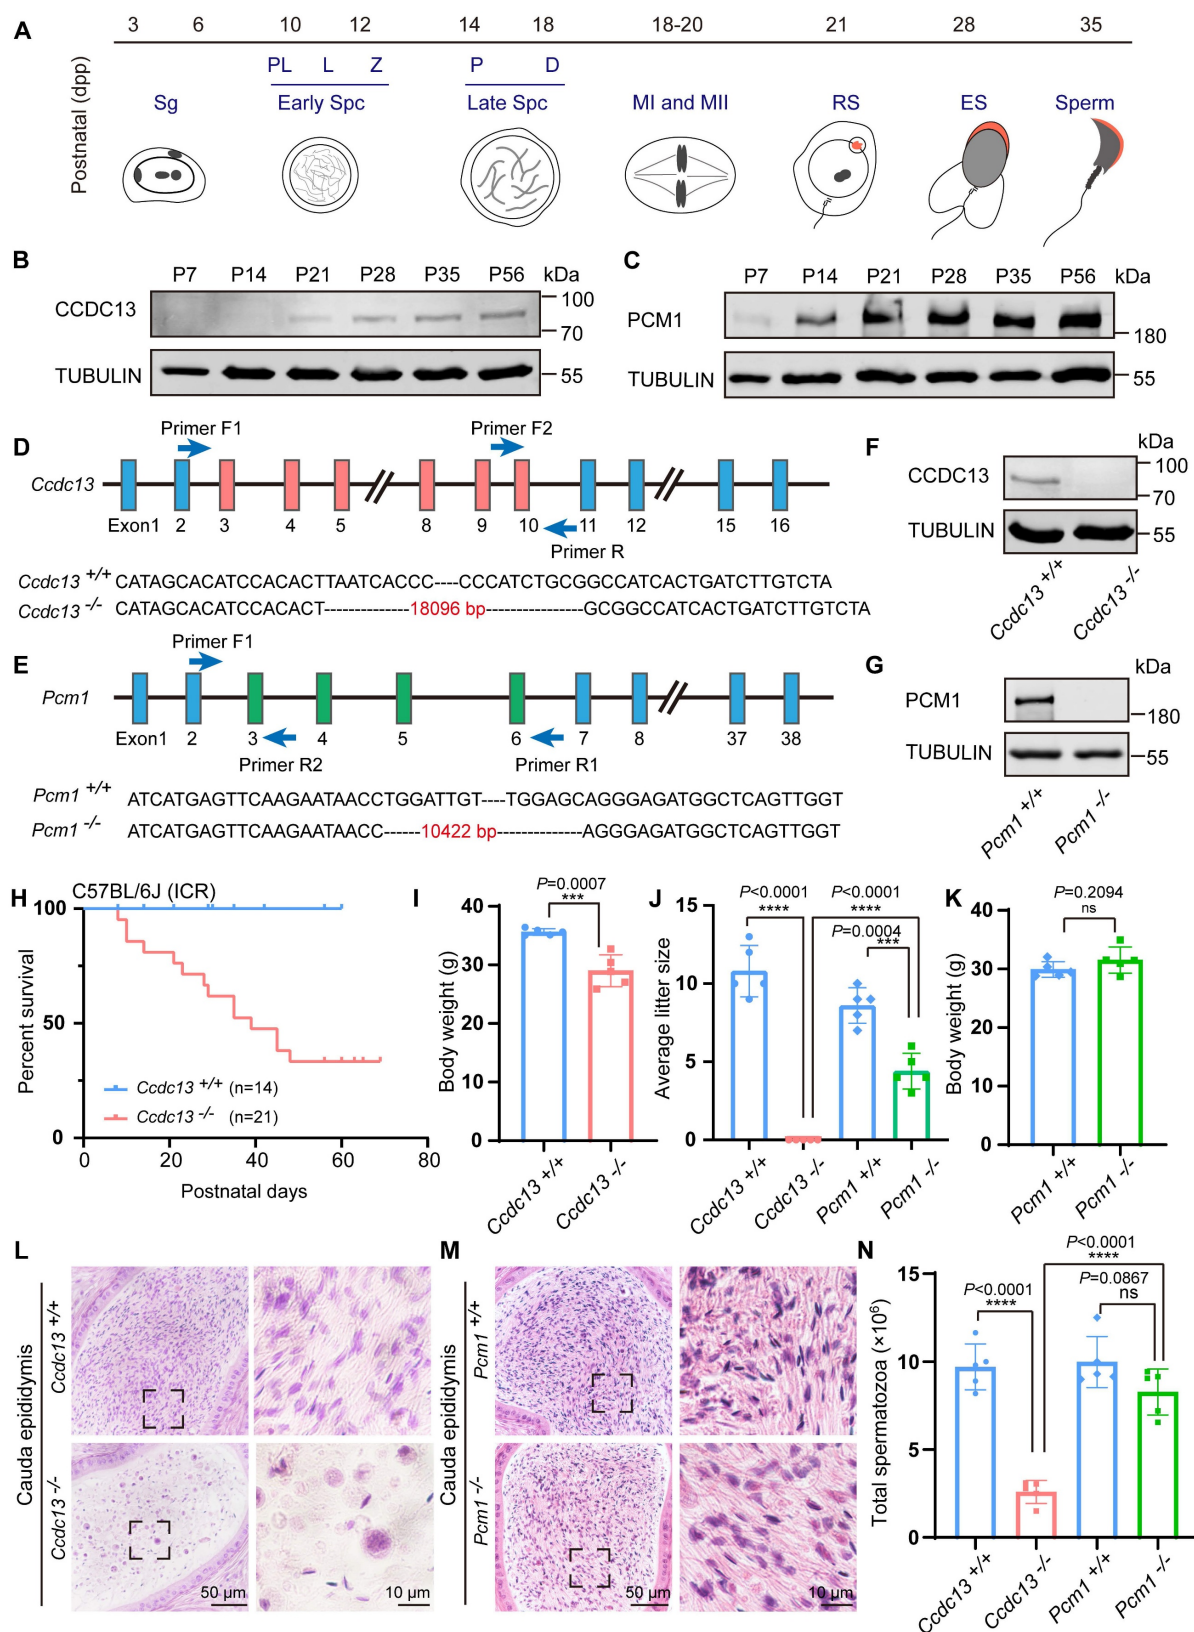 A
3 6 10 12 14 18 18-20 21 28 35
Postnatal (dpp)
PL L Z P D
Sg Early Spc Late Spc MI and MII RS ES Sperm
B
P7 P14 P21 P28 P35 P56 kDa
CCDC13
100
70
TUBULIN
55
C
P7 P14 P21 P28 P35 P56 kDa
PCM1
180
TUBULIN
55
D
Primer F1 Primer F2
Ccdc13
Exon1 2 3 4 5 8 9 10 11 12 15 16
Primer R
Ccdc13 +/+ CATAGCACATCCACACTTAATCACCC----CCCATCTGCGGCCATCACTGATCTTGTCTA
Ccdc13 -/- CATAGCACATCCACACT--------------18096 bp----------------GCGGCCATCACTGATCTTGTCTA
E
Primer F1
Pcm1
Exon1 2 3 4 5 6 7 8 37 38
Primer R2 Primer R1
Pcm1 +/+ ATCATGAGTTCAAGAATAACCTGGATTGT----TGGAGCAGGGAGATGGCTCAGTTGGT
Pcm1 -/- ATCATGAGTTCAAGAATAACC------10422 bp--------------AGGGAGATGGCTCAGTTGGT
F
kDa
CCDC13
100
70
TUBULIN
55
Ccdc13 +/+ Ccdc13 -/-
G
kDa
PCM1
180
TUBULIN
55
Pcm1 +/+ Pcm1 -/-
H
C57BL/6J (ICR)
Percent survival
100
50
0
Ccdc13 +/+ (n=14)
Ccdc13 -/- (n=21)
0 20 40 60 80
Postnatal days
I
P=0.0007
***
Body weight (g)
40
30
20
10
0
Ccdc13 +/+ Ccdc13 -/-
J
P<0.0001 P<0.0001
**** ****
P=0.0004
***
Average litter size
15
10
5
0
Ccdc13 +/+ Ccdc13 -/- Pcm1 +/+ Pcm1 -/-
K
P=0.2094
ns
Body weight (g)
40
30
20
10
0
Pcm1 +/+ Pcm1 -/-
L
Cauda epididymis
Ccdc13 +/+
Ccdc13 -/-
50 μm 10 μm
M
Cauda epididymis
Pcm1 +/+
Pcm1 -/-
50 μm 10 μm
N
P<0.0001
****
P<0.0001
****
P=0.0867
ns
Total spermatozoa (×10⁶)
15
10
5
0
Ccdc13 +/+ Ccdc13 -/- Pcm1 +/+ Pcm1 -/-